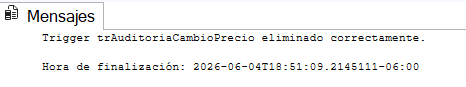 Mensajes
Trigger trAuditoriaCambioPrecio eliminado correctamente.
Hora de finalización: 2026-06-04T18:51:09.2145111-06:00